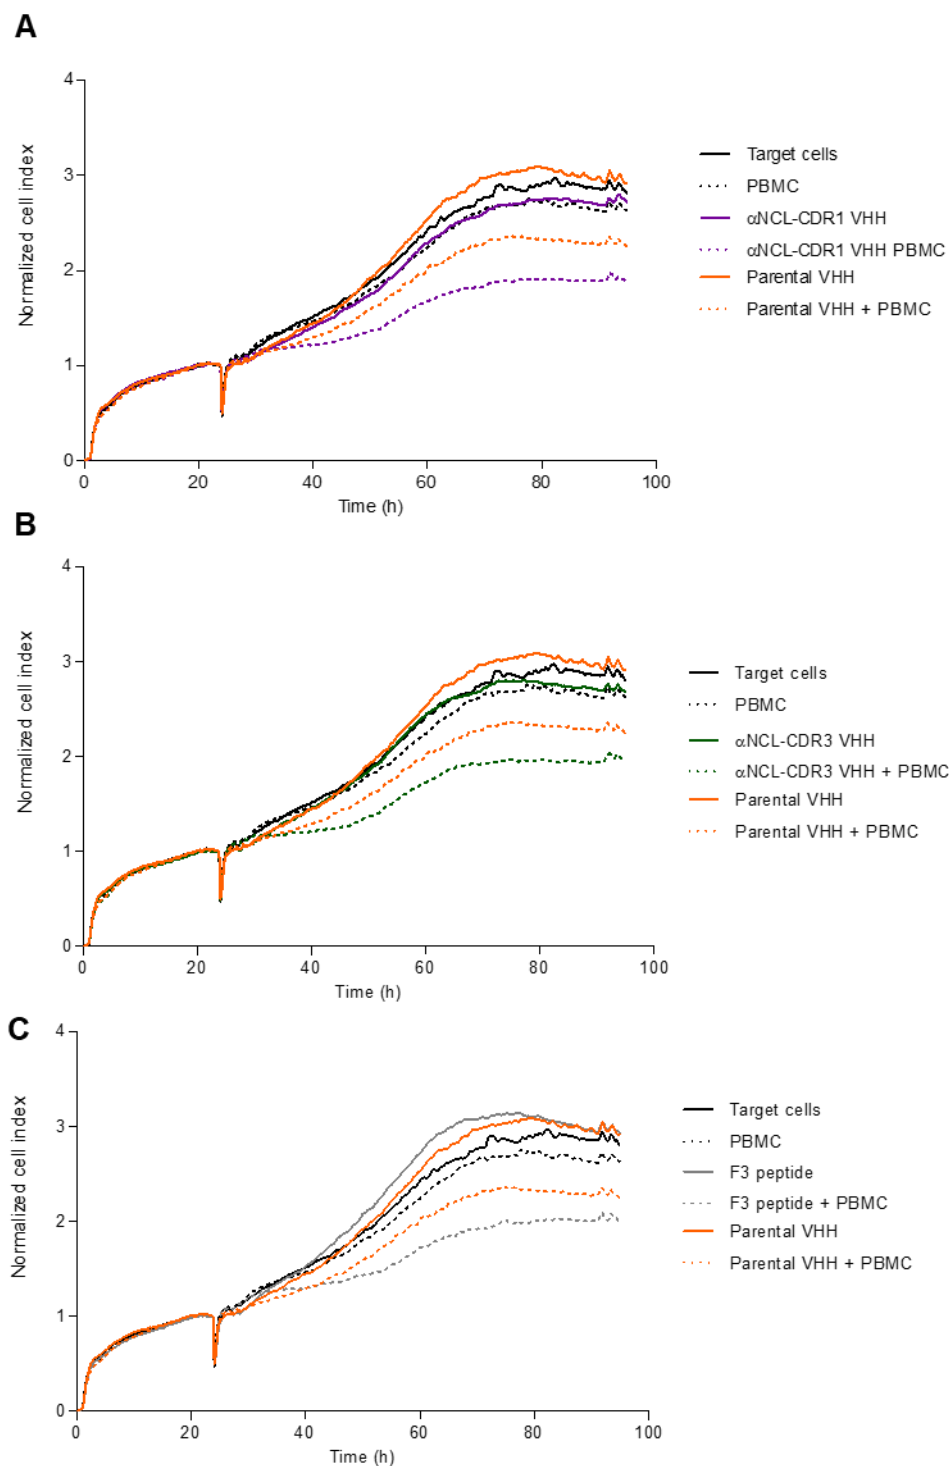 A
Normalized cell index
4
3
2
1
0
0 20 40 60 80 100
Time (h)
Target cells
PBMC
αNCL-CDR1 VHH
αNCL-CDR1 VHH PBMC
Parental VHH
Parental VHH + PBMC
B
Normalized cell index
4
3
2
1
0
0 20 40 60 80 100
Time (h)
Target cells
PBMC
αNCL-CDR3 VHH
αNCL-CDR3 VHH + PBMC
Parental VHH
Parental VHH + PBMC
C
Normalized cell index
4
3
2
1
0
0 20 40 60 80 100
Time (h)
Target cells
PBMC
F3 peptide
F3 peptide + PBMC
Parental VHH
Parental VHH + PBMC